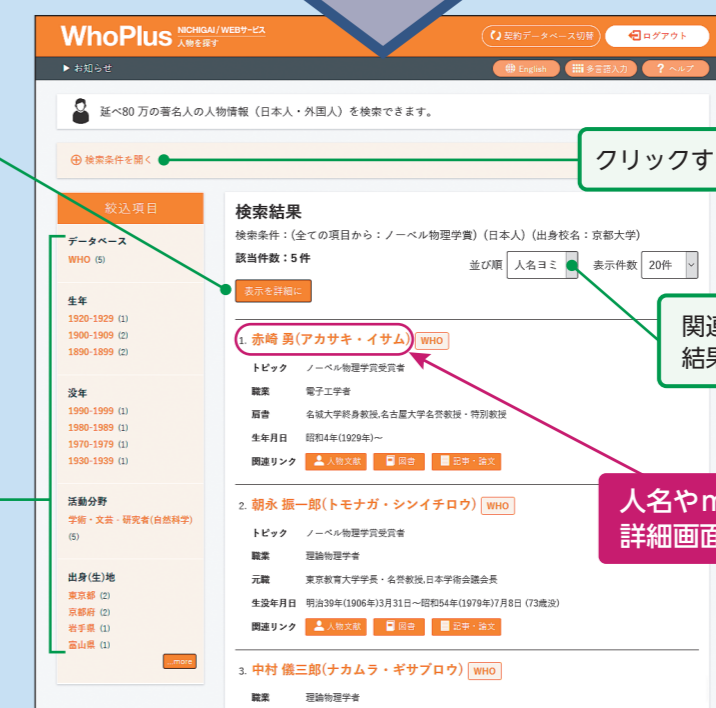 WhoPlus NICHIGAI/WEBサービス
人物を探す
契約データベース切替
ログアウト
▶ お知らせ
English
多言語入力
? ヘルプ
延べ80 万の著名人の人物情報（日本人・外国人）を検索できます。
⊕ 検索条件を開く
クリックす
絞込項目
データベース
WHO (5)
生年
1920-1929 (1)
1900-1909 (2)
1890-1899 (2)
没年
1990-1999 (1)
1980-1989 (1)
1970-1979 (1)
1930-1939 (1)
活動分野
学術・文芸 - 研究者(自然科学)
(5)
出身(生)地
東京都 (2)
京都府 (2)
岩手県 (1)
富山県 (1)
...more
検索結果
検索条件：(全ての項目から：ノーベル物理学賞)（日本人）(出身校名：京都大学)
該当件数：5 件
並び順 人名ヨミ 表示件数 20件
表示を詳細に
関連
結果
1. 赤崎 勇(アカサキ・イサム) WHO
トピック ノーベル物理学賞受賞者
職業 電子工学者
肩書 名城大学終身教授,名古屋大学名誉教授・特別教授
生年月日 昭和4年(1929年)～
関連リンク 人物文献 図書 記事・論文
人名やm
詳細画面
2. 朝永 振一郎(トモナガ・シンイチロウ) WHO
トピック ノーベル物理学賞受賞者
職業 理論物理学者
元職 東京教育大学学長・名誉教授,日本学術会議会長
生没年月日 明治39年(1906年)3月31日～昭和54年(1979年)7月8日 (73歳没)
関連リンク 人物文献 図書 記事・論文
3. 中村 儀三郎(ナカムラ・ギサブロウ) WHO
職業 理論物理学者